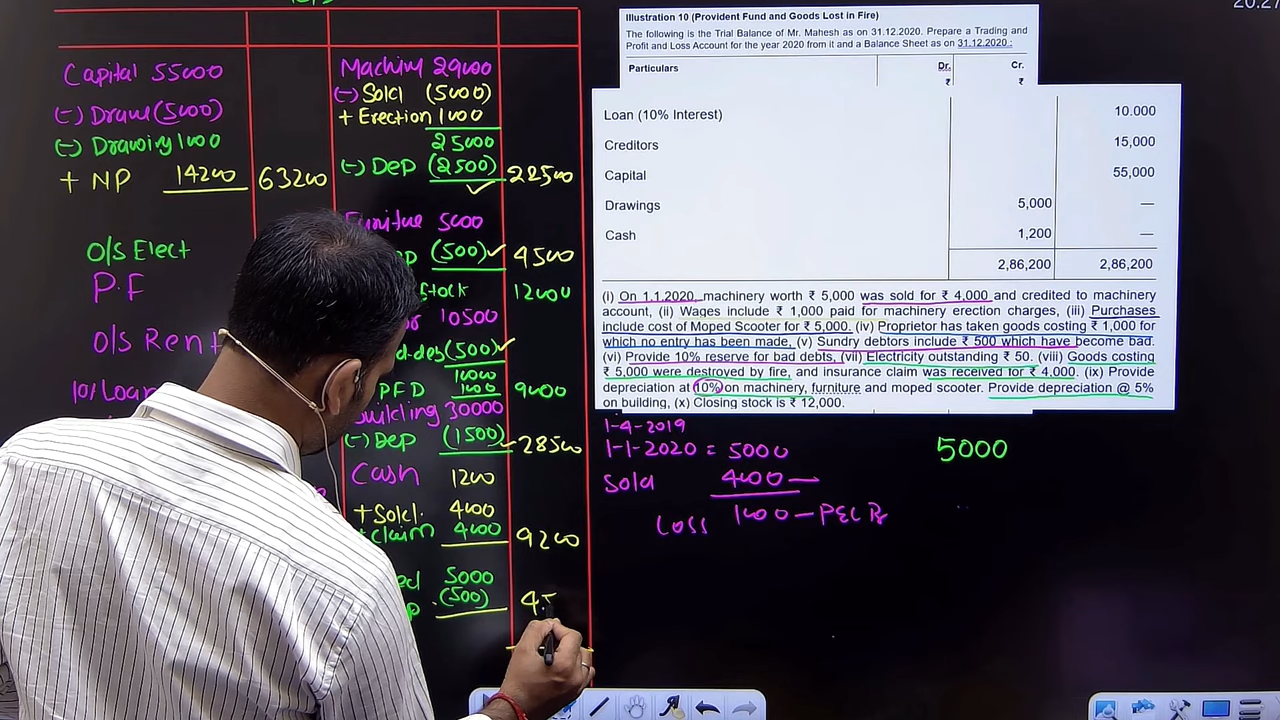 20:27
Capital 55000
(-) Draw (5000)
(-) Drawing 1000
+ NP 14200 63200
O/S Elect
P.F
O/S Rent
10% Loan
Machine 29000
(-) Sold (5000)
+ Erection 1000
25000
(-) Dep (2500) 22500
Furniture 5000
(500) 4500
Stock 12000
10500
(500)
10000
P.F.D 1000 9000
Building 30000
(-) Dep (1500) 28500
Cash 1200
+ Sold. 4000
Claim 4000 9200
5000
(500) 45
Illustration 10 (Provident Fund and Goods Lost in Fire)
The following is the Trial Balance of Mr. Mahesh as on 31.12.2020. Prepare a Trading and
Profit and Loss Account for the year 2020 from it and a Balance Sheet as on 31.12.2020 :
Particulars Dr. Cr.
₹ ₹
Loan (10% Interest) 10.000
Creditors 15,000
Capital 55,000
Drawings 5,000 —
Cash 1,200 —
2,86,200 2,86,200
(i) On 1.1.2020, machinery worth ₹ 5,000 was sold for ₹ 4,000 and credited to machinery
account, (ii) Wages include ₹ 1,000 paid for machinery erection charges, (iii) Purchases
include cost of Moped Scooter for ₹ 5,000. (iv) Proprietor has taken goods costing ₹ 1,000 for
which no entry has been made, (v) Sundry debtors include ₹ 500 which have become bad.
(vi) Provide 10% reserve for bad debts, (vii) Electricity outstanding ₹ 50. (viii) Goods costing
₹ 5,000 were destroyed by fire, and insurance claim was received for ₹ 4,000. (ix) Provide
depreciation at 10% on machinery, furniture and moped scooter. Provide depreciation @ 5%
on building, (x) Closing stock is ₹ 12,000.
1-4-2019
1-1-2020 = 5000
Sold 4000 —
Loss 1000 — P&L Dr
5000